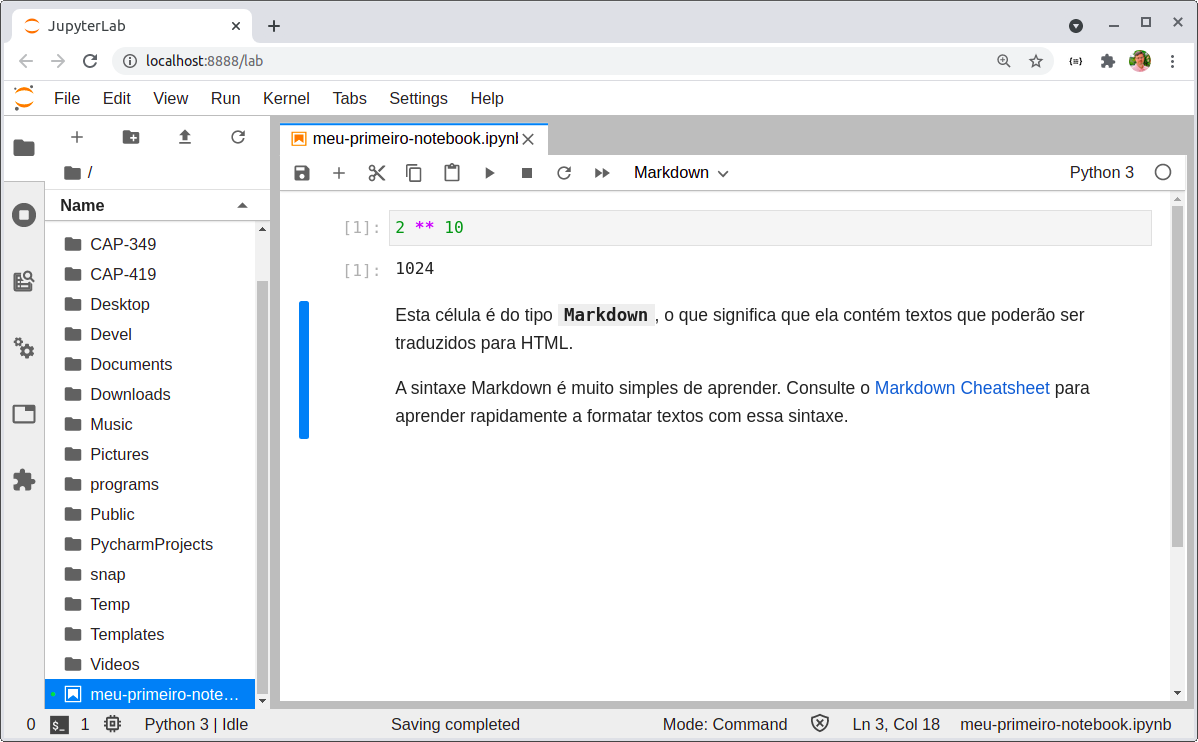 JupyterLab
localhost:8888/lab
File Edit View Run Kernel Tabs Settings Help
meu-primeiro-notebook.ipynl
/
Markdown
Python 3
Name
CAP-349
CAP-419
Desktop
Devel
Documents
Downloads
Music
Pictures
programs
Public
PycharmProjects
snap
Temp
Templates
Videos
meu-primeiro-note…
[1]: 2 ** 10
[1]: 1024
Esta célula é do tipo Markdown, o que significa que ela contém textos que poderão ser
traduzidos para HTML.
A sintaxe Markdown é muito simples de aprender. Consulte o Markdown Cheatsheet para
aprender rapidamente a formatar textos com essa sintaxe.
0 $_ 1 Python 3 | Idle Saving completed Mode: Command Ln 3, Col 18 meu-primeiro-notebook.ipynb